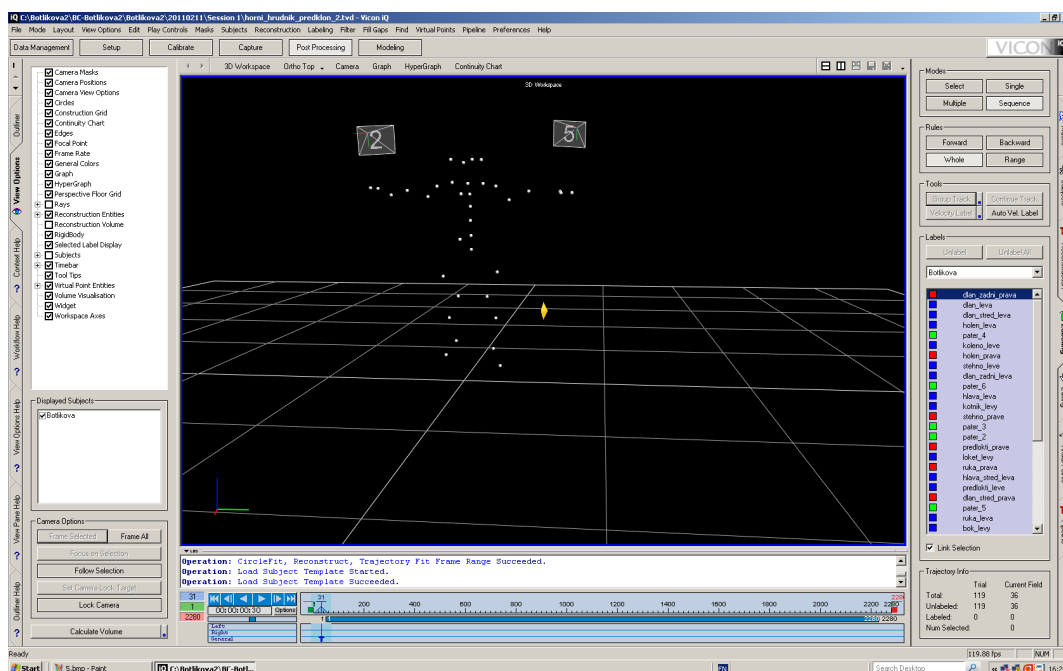 iQ C:\Botlikova2\BC-Botlikova2\20110211\Session 1\horni_hrudnik_predklon_2.tvd - Vicon iQ
File Mode Layout View Options Edit Play Controls Masks Subjects Reconstruction Labeling Filter Fill Gaps Find Virtual Points Pipeline Preferences Help
Data Management Setup Calibrate Capture Post Processing Modeling
VICON
3D Workspace Ortho Top Camera Graph HyperGraph Continuity Chart
3D Workspace
2 5
Outliner
View Options
Context Help
Workflow Help
View Options Help
View Pane Help
Outliner Help
Camera Masks
Camera Positions
Camera View Options
Circles
Construction Grid
Continuity Chart
Edges
Focal Point
Frame Rate
General Colors
Graph
HyperGraph
Perspective Floor Grid
Rays
Reconstruction Entities
Reconstruction Volume
RigidBody
Selected Label Display
Subjects
Timebar
Tool Tips
Virtual Point Entities
Volume Visualisation
Widget
Workspace Axes
Displayed Subjects
Botlikova
Camera Options
Frame Selected Frame All
Focus on Selection
Follow Selection
Set Camera Lock Target
Lock Camera
Calculate Volume
Modes
Select Single
Multiple Sequence
Rules
Forward Backward
Whole Range
Tools
Group Track Continue Track
Velocity Label Auto Vel. Label
Labels
Unlabel Unlabel All
Botlikova
dlan_zadni_prava
dlan_leva
dlan_stred_leva
holen_leva
pater_4
koleno_leve
holen_prava
stehno_leve
dlan_zadni_leva
pater_6
hlava_leva
kotnik_levy
stehno_prave
pater_3
pater_2
predlokti_prave
loket_levy
ruka_prava
hlava_stred_leva
predlokti_leve
dlan_stred_prava
pater_5
ruka_leva
bok_levy
Link Selection
Trajectory Info
Trial Current Field
Total: 119 36
Unlabeled: 119 36
Labeled: 0 0
Num Selected: 0
Operation: CircleFit, Reconstruct, Trajectory Fit Frame Range Succeeded.
Operation: Load Subject Template Started.
Operation: Load Subject Template Succeeded.
31
1
2280
00:00:00:30 Options
31
200 400 600 800 1000 1200 1400 1600 1800 2000 2200 2280
1 2280 2280
Left
Right
General
Ready 119.88 fps NUM
Start 5.bmp - Paint iQ C:\Botlikova2\BC-Botl... EN Search Desktop